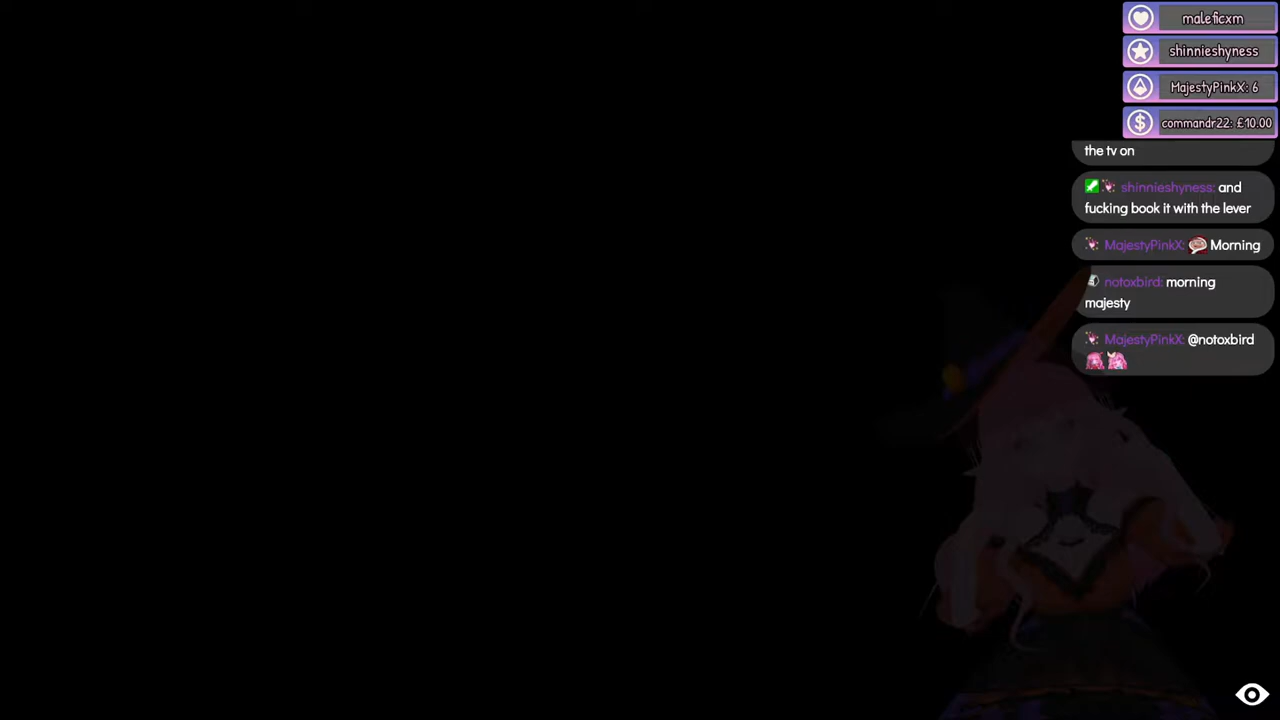 maleficxm
shinnieshyness
MajestyPinkX: 6
commandr22: £10.00
the tv on
shinnieshyness: and
fucking book it with the lever
MajestyPinkX: Morning
notoxbird: morning
majesty
MajestyPinkX: @notoxbird